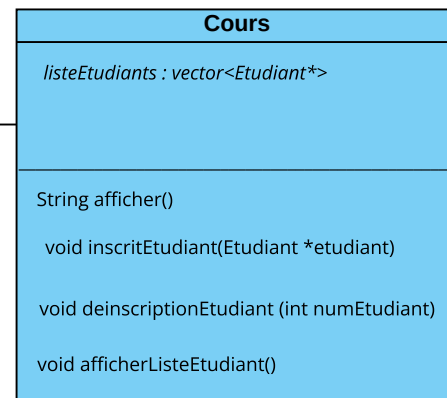 Cours
listeEtudiants : vector<Etudiant*>
String afficher()
void inscritEtudiant(Etudiant *etudiant)
void deinscriptionEtudiant (int numEtudiant)
void afficherListeEtudiant()